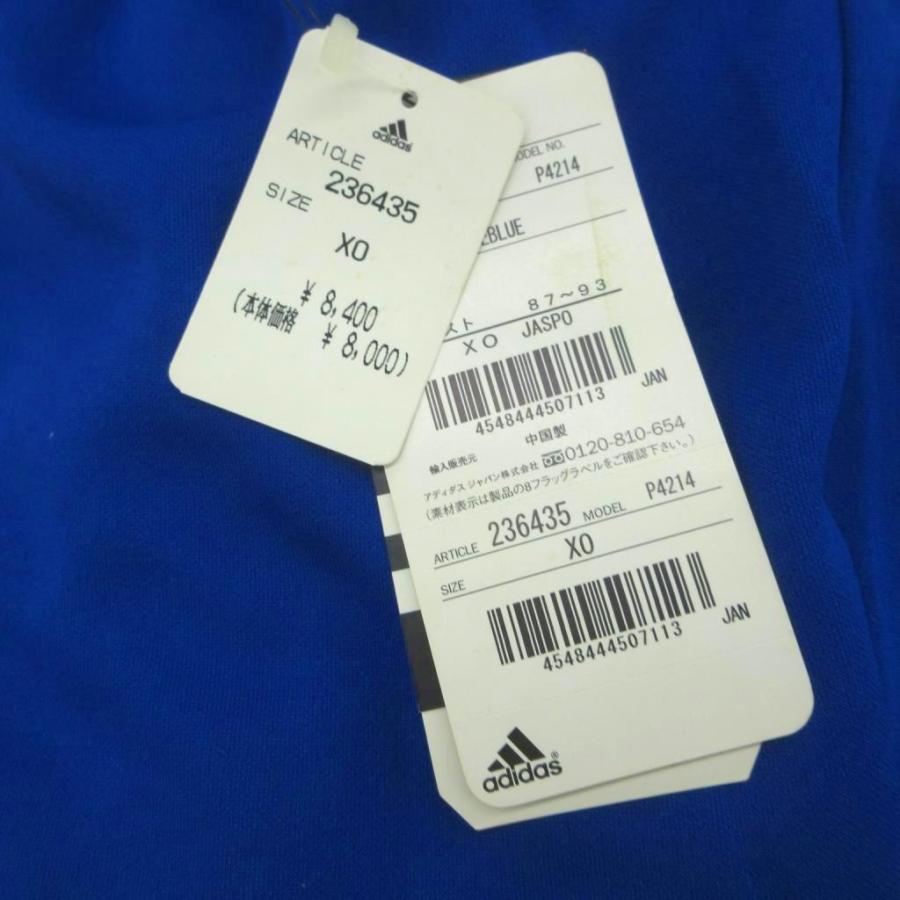 adidas
ARTICLE
236435
SIZE
XO
¥ 8,400
(本体価格 ¥ 8,000)
NO.
P4214
BLUE
スト 87~93
XO JASPO
4548444507113
JAN
中国製
輸入販売元
アディダス ジャパン株式会社 0120-810-654
(素材表示は製品の8フラッグラベルをご確認下さい。)
ARTICLE 236435 MODEL P4214
SIZE XO
4548444507113
JAN
adidas®